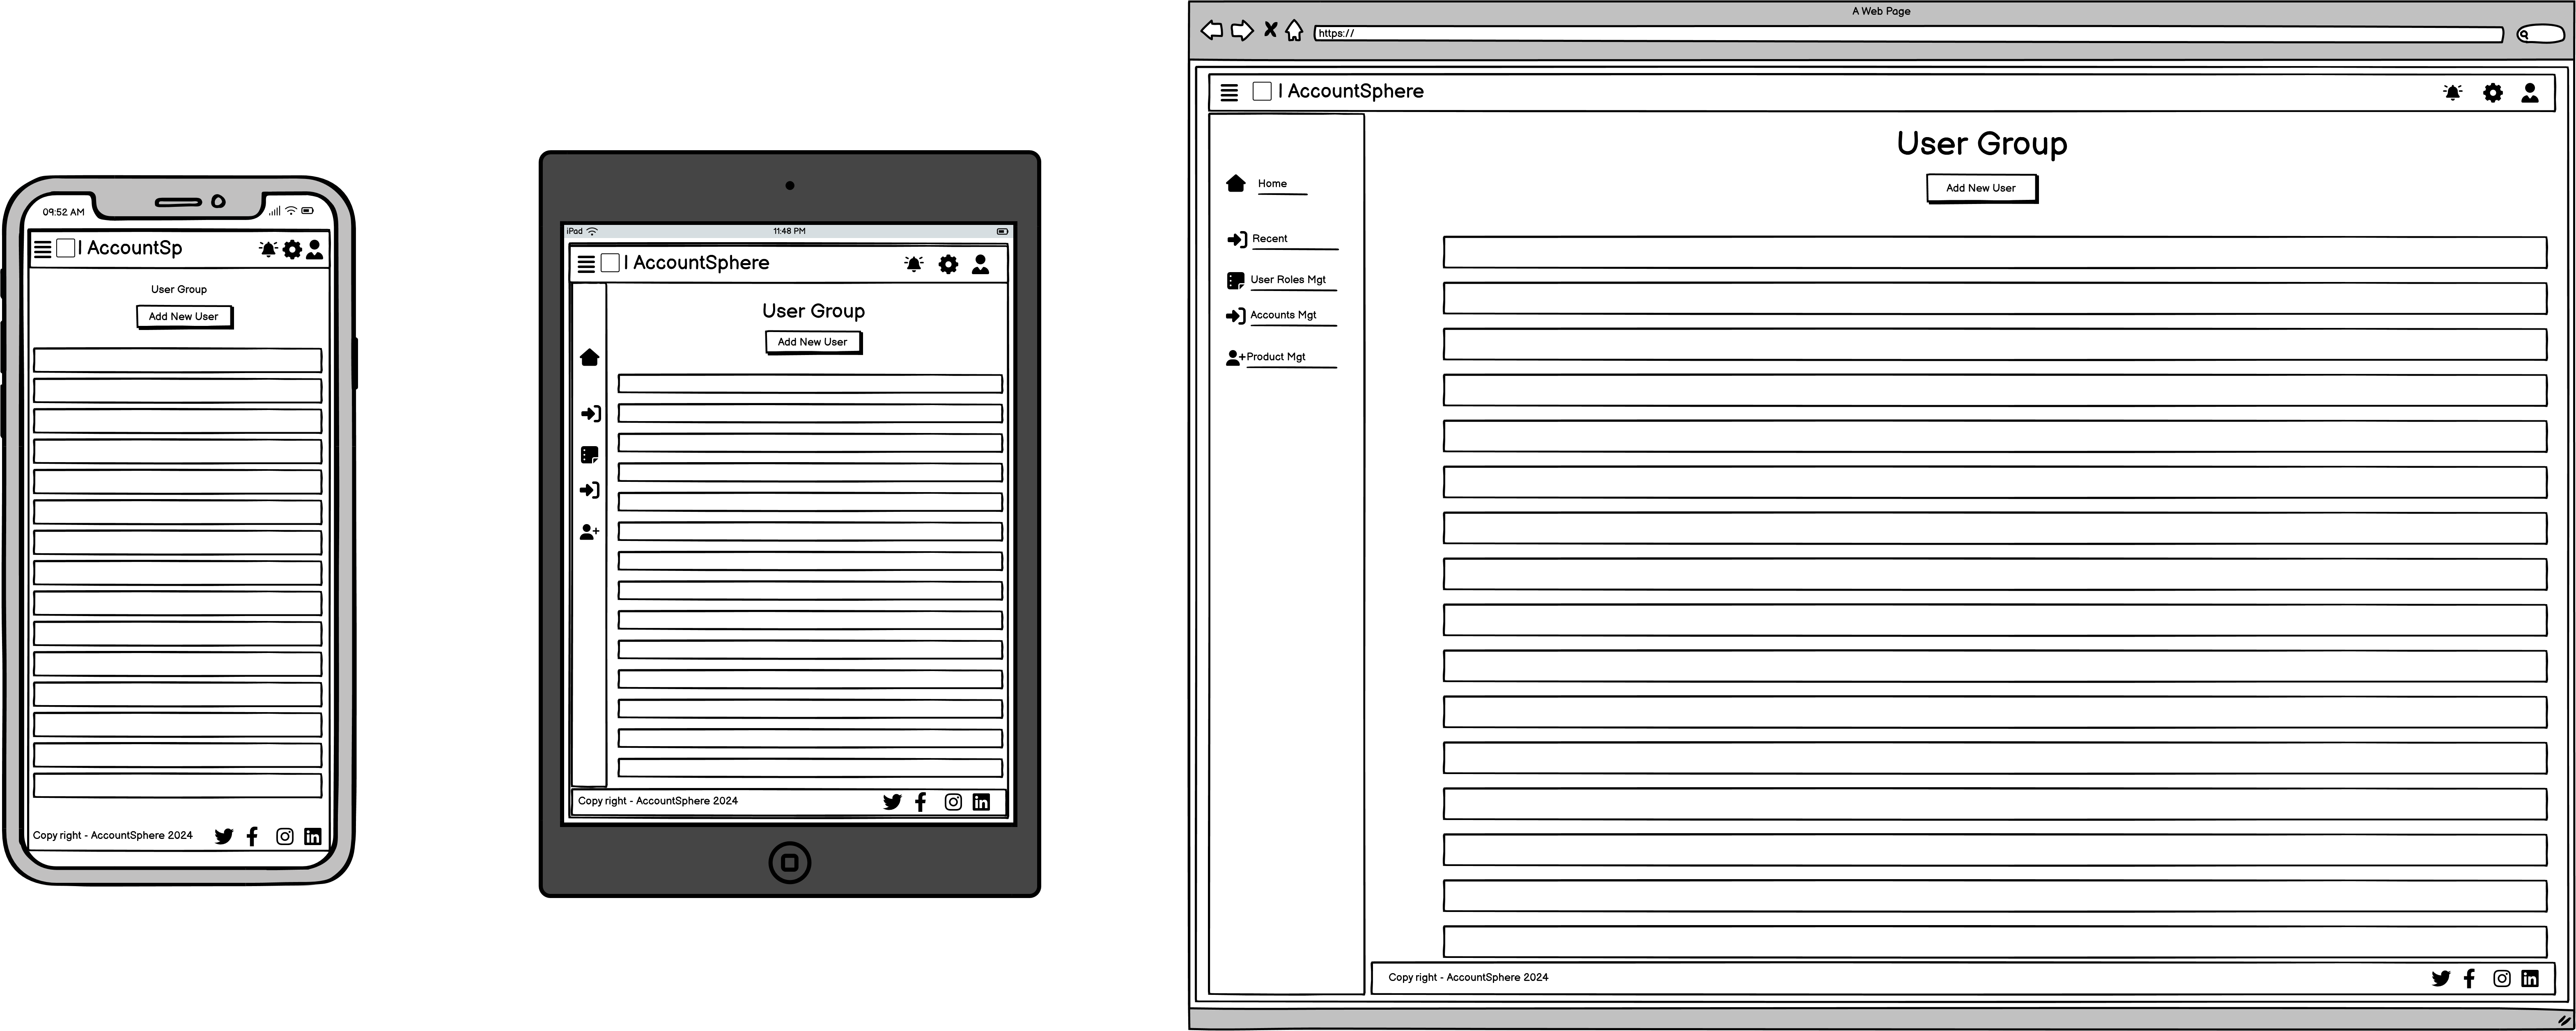 09:52 AM
| AccountSp
User Group
Add New User
Copy right - AccountSphere 2024
iPad
11:48 PM
| AccountSphere
User Group
Add New User
Copy right - AccountSphere 2024
A Web Page
https://
| AccountSphere
User Group
Add New User
Home
Recent
User Roles Mgt
Accounts Mgt
Product Mgt
Copy right - AccountSphere 2024